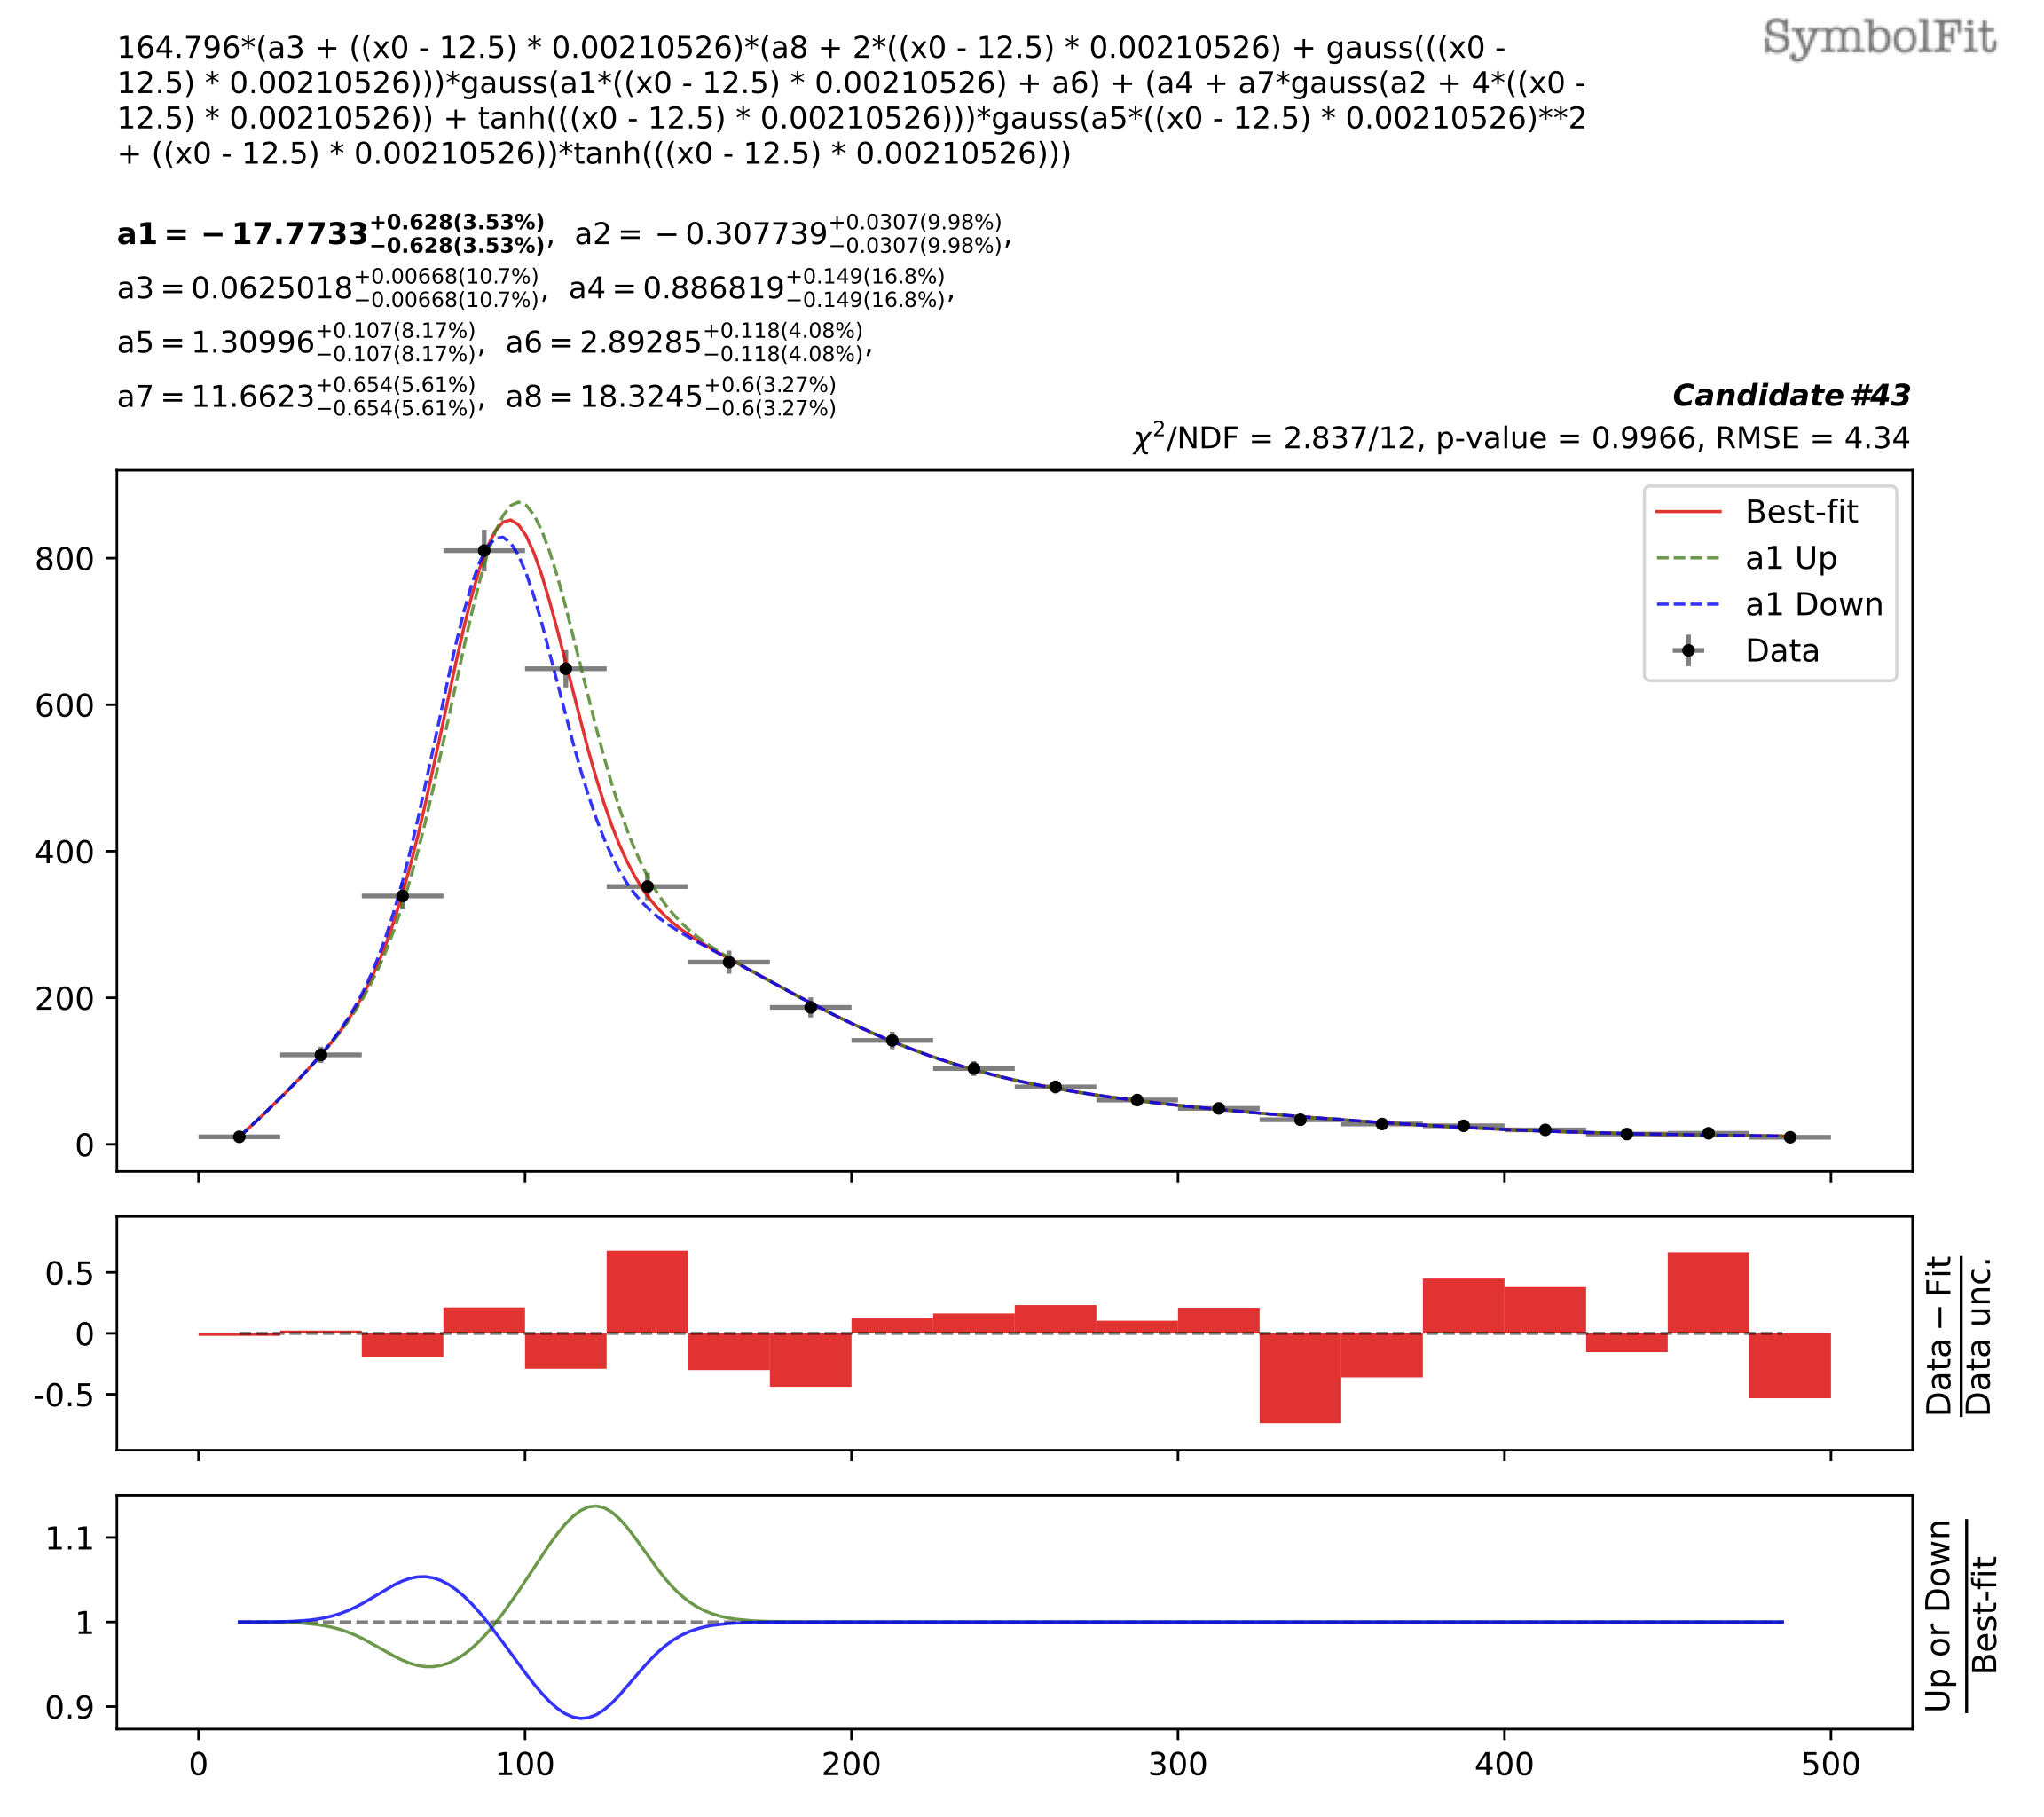 SymbolFit
164.796*(a3 + ((x0 - 12.5) * 0.00210526)*(a8 + 2*((x0 - 12.5) * 0.00210526) + gauss(((x0 -
12.5) * 0.00210526)))*gauss(a1*((x0 - 12.5) * 0.00210526) + a6) + (a4 + a7*gauss(a2 + 4*((x0 -
12.5) * 0.00210526)) + tanh(((x0 - 12.5) * 0.00210526)))*gauss(a5*((x0 - 12.5) * 0.00210526)**2
+ ((x0 - 12.5) * 0.00210526))*tanh(((x0 - 12.5) * 0.00210526)))
a1 = −17.7733 +0.628(3.53%) −0.628(3.53%), a2 = −0.307739 +0.0307(9.98%) −0.0307(9.98%),
a3 = 0.0625018 +0.00668(10.7%) −0.00668(10.7%), a4 = 0.886819 +0.149(16.8%) −0.149(16.8%),
a5 = 1.30996 +0.107(8.17%) −0.107(8.17%), a6 = 2.89285 +0.118(4.08%) −0.118(4.08%),
a7 = 11.6623 +0.654(5.61%) −0.654(5.61%), a8 = 18.3245 +0.6(3.27%) −0.6(3.27%)
Candidate #43
χ²/NDF = 2.837/12, p-value = 0.9966, RMSE = 4.34
Best-fit
a1 Up
a1 Down
Data
800
600
400
200
0
0.5
0
-0.5
Data − Fit
Data unc.
1.1
1
0.9
Up or Down
Best-fit
0 100 200 300 400 500